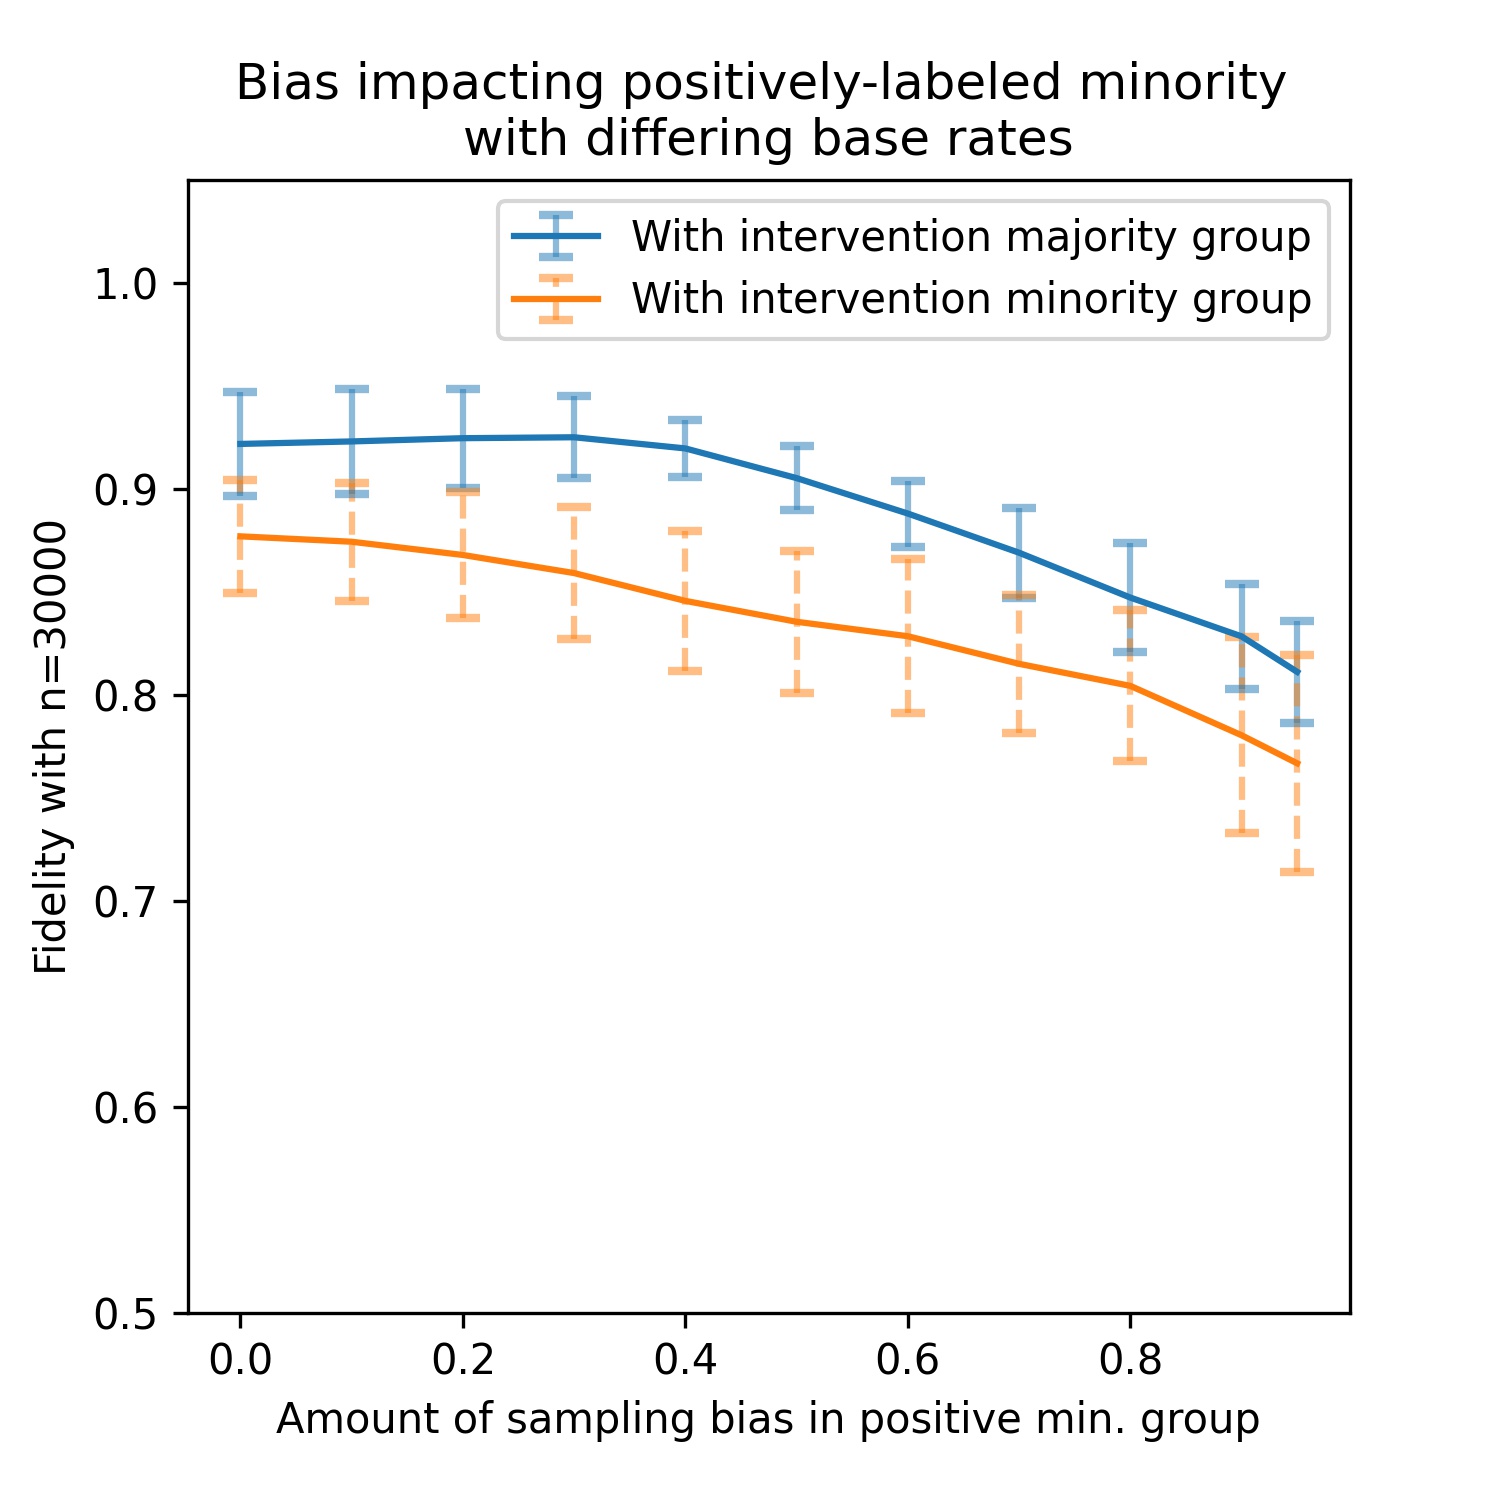 Bias impacting positively-labeled minority
with differing base rates
With intervention majority group
With intervention minority group
Fidelity with n=30000
1.0
0.9
0.8
0.7
0.6
0.5
0.0 0.2 0.4 0.6 0.8
Amount of sampling bias in positive min. group